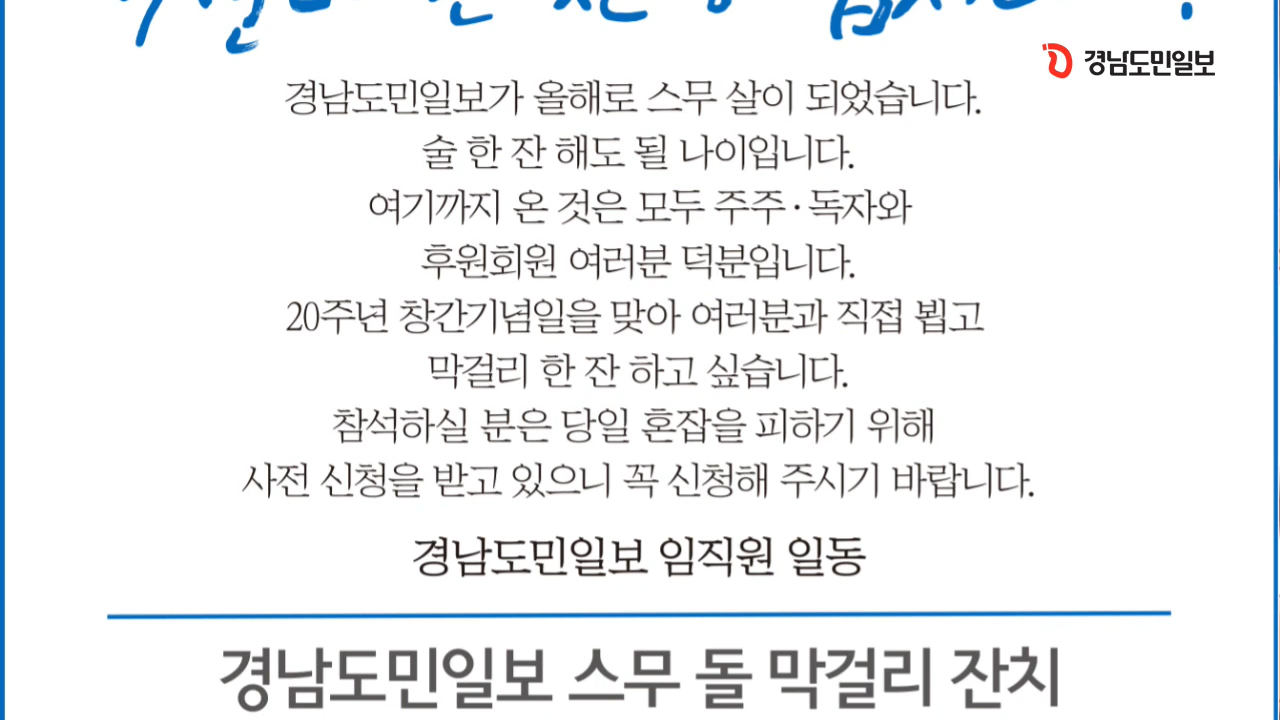 경남도민일보
경남도민일보가 올해로 스무 살이 되었습니다.
술 한 잔 해도 될 나이입니다.
여기까지 온 것은 모두 주주·독자와
후원회원 여러분 덕분입니다.
20주년 창간기념일을 맞아 여러분과 직접 뵙고
막걸리 한 잔 하고 싶습니다.
참석하실 분은 당일 혼잡을 피하기 위해
사전 신청을 받고 있으니 꼭 신청해 주시기 바랍니다.
경남도민일보 임직원 일동
경남도민일보 스무 돌 막걸리 잔치